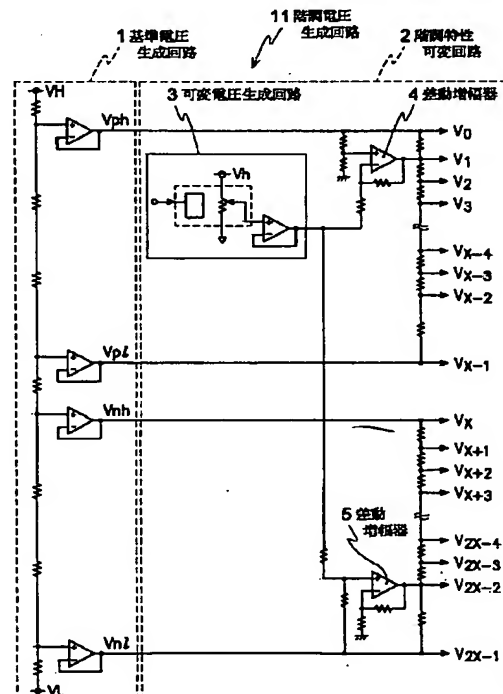 11 階調電圧
生成回路
1 基準電圧
生成回路
2 階調特性
可変回路
VH
Vph
3 可変電圧生成回路
4 差動増幅器
Vh
V0
V1
V2
V3
VX-4
VX-3
VX-2
Vpl
VX-1
Vnh
VX
VX+1
VX+2
VX+3
5 差動
増幅器
V2X-4
V2X-3
V2X-2
Vnl
V2X-1
VL